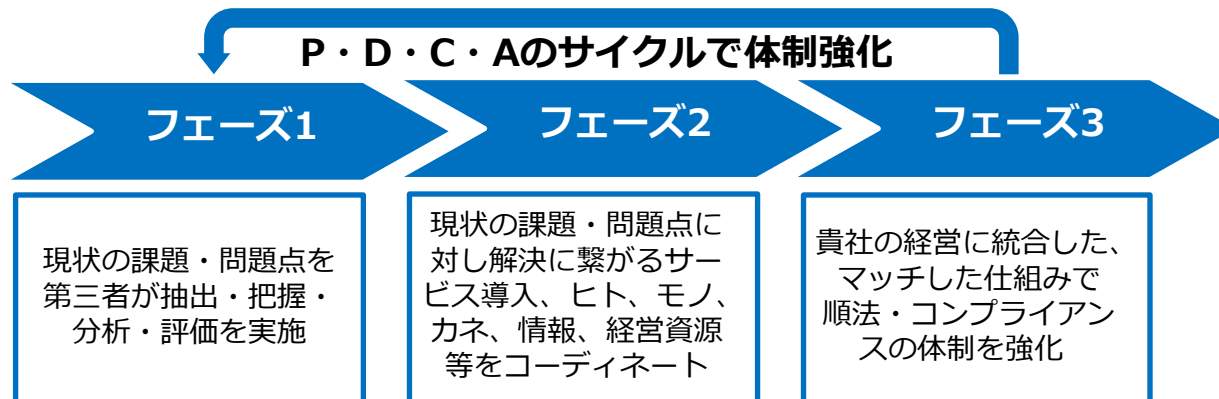 P・D・C・Aのサイクルで体制強化
フェーズ1
フェーズ2
フェーズ3
現状の課題・問題点を
第三者が抽出・把握・
分析・評価を実施
現状の課題・問題点に
対し解決に繋がるサー
ビス導入、ヒト、モノ、
カネ、情報、経営資源
等をコーディネート
貴社の経営に統合した、
マッチした仕組みで
順法・コンプライアン
スの体制を強化